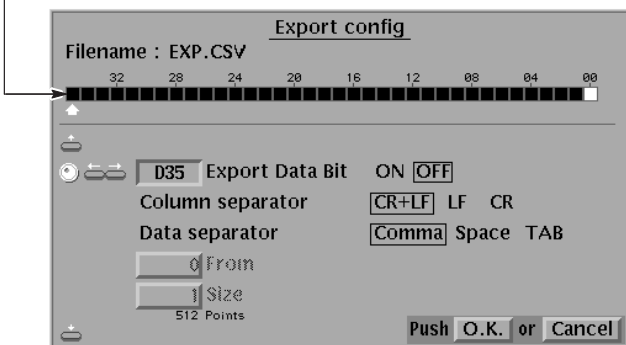 Export config
Filename : EXP.CSV
32 28 24 20 16 12 08 04 00
D35 Export Data Bit ON OFF
Column separator CR+LF LF CR
Data separator Comma Space TAB
0 From
1 Size
512 Points
Push O.K. or Cancel